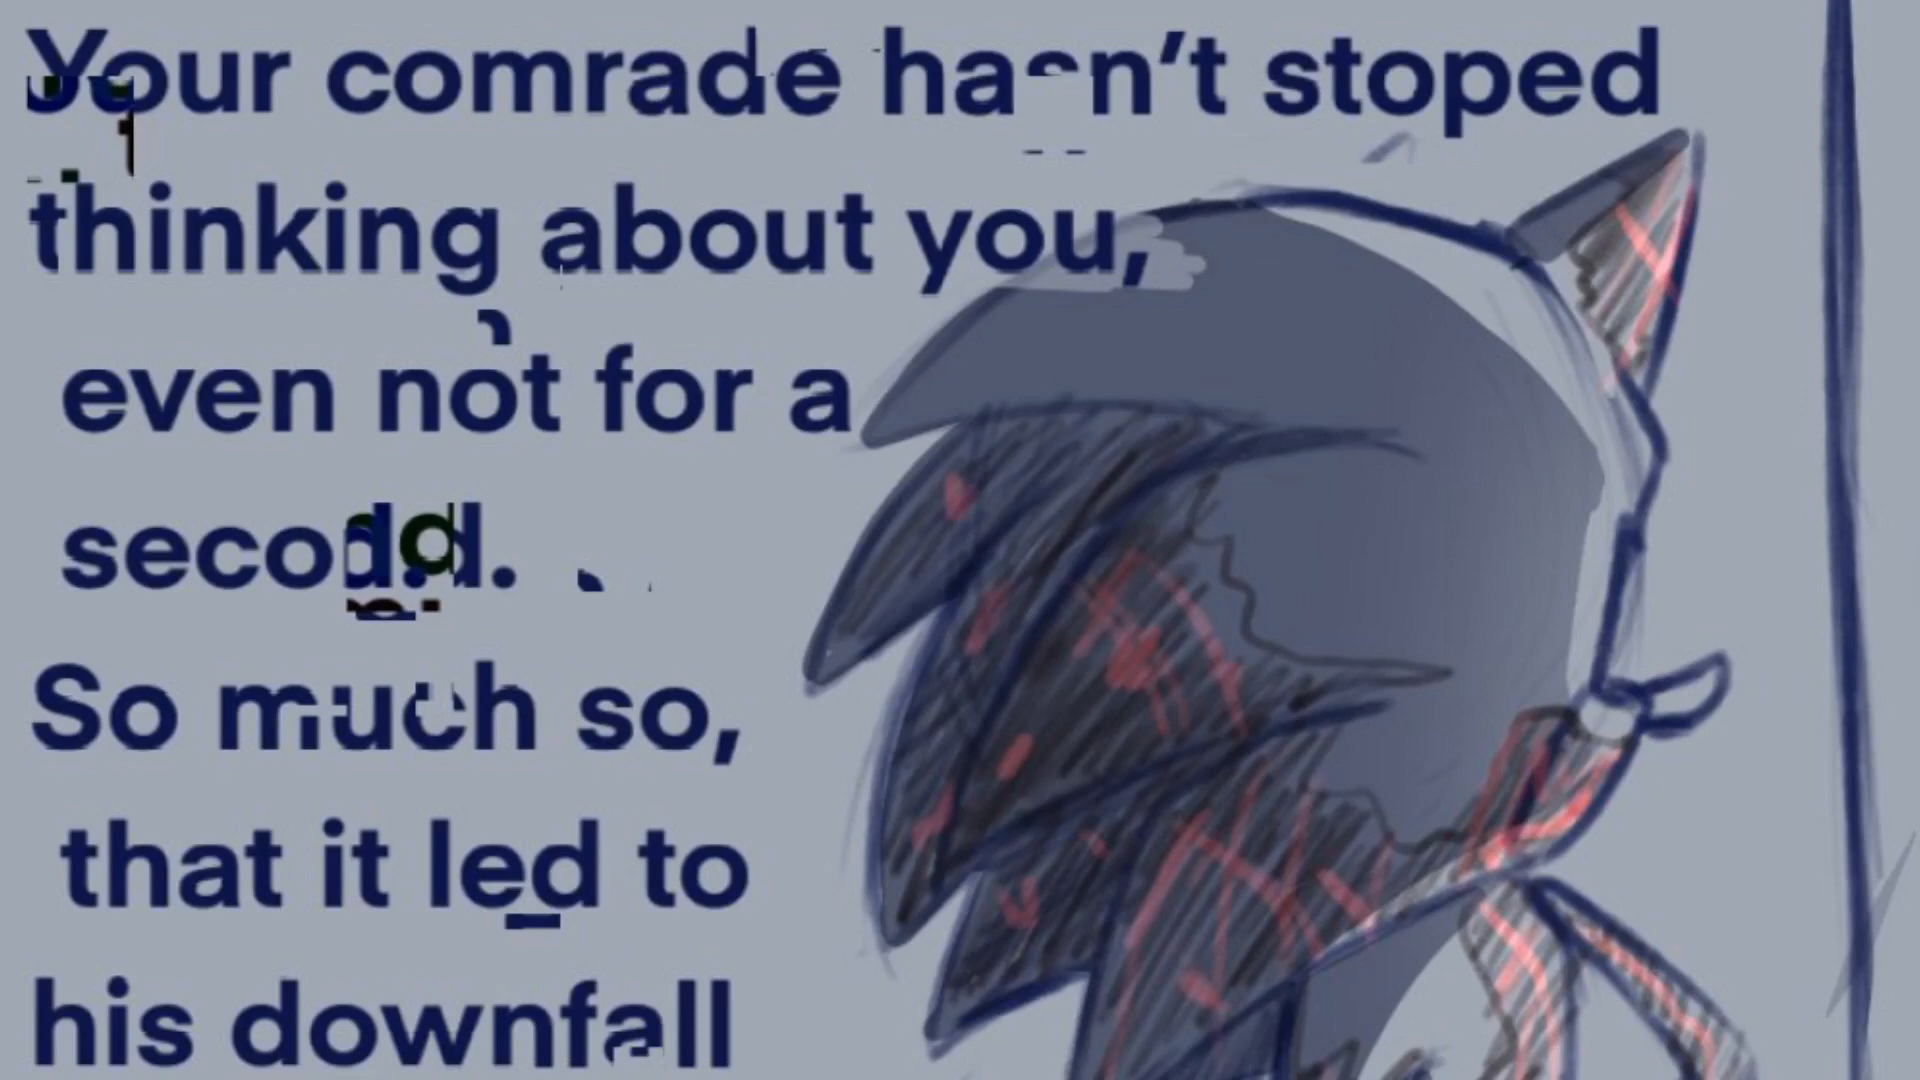 Your comrade hasn't stoped
thinking about you,
even not for a
second.
So much so,
that it led to
his downfall